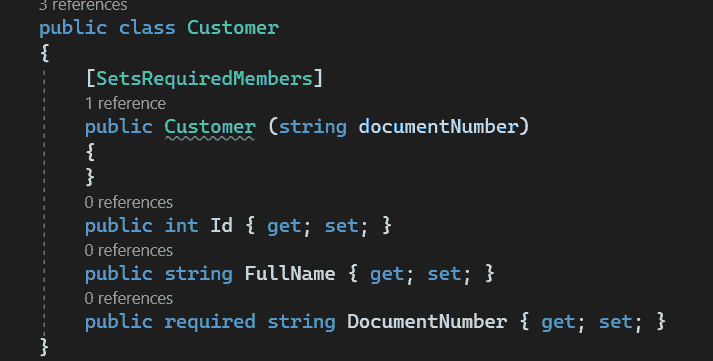 3 references
public class Customer
{
[SetsRequiredMembers]
1 reference
public Customer (string documentNumber)
{
}
0 references
public int Id { get; set; }
0 references
public string FullName { get; set; }
0 references
public required string DocumentNumber { get; set; }
}